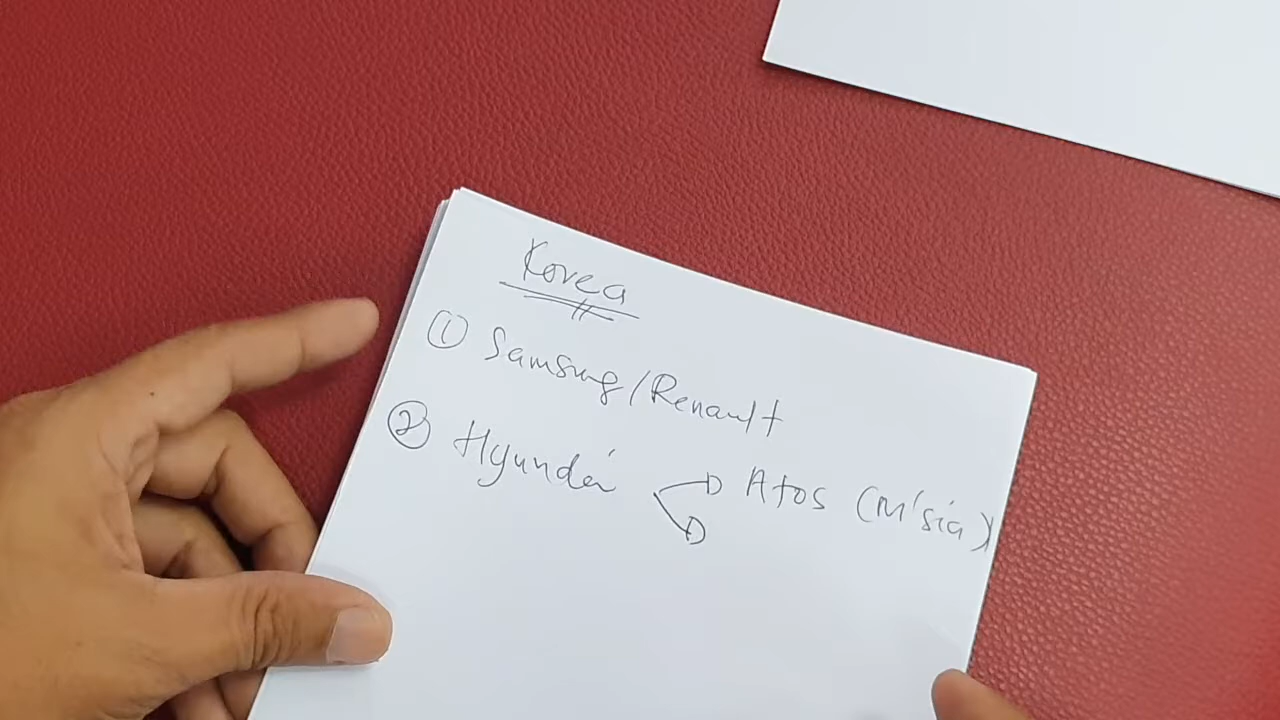 Korea
① Samsung/Renault
② Hyundai → Atos (M'sia)